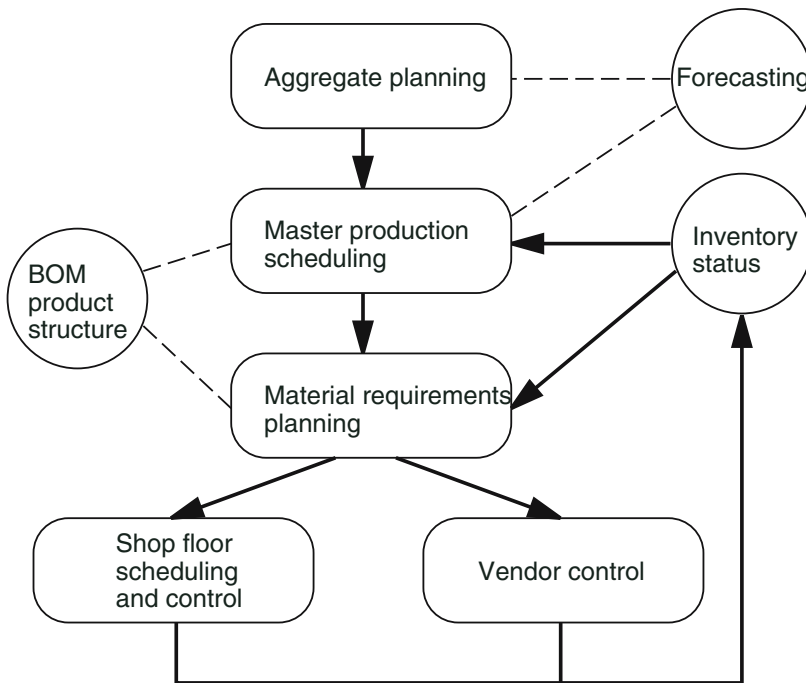 Aggregate planning
Forecasting
Master production
scheduling
Inventory
status
BOM
product
structure
Material requirements
planning
Shop floor
scheduling
and control
Vendor control